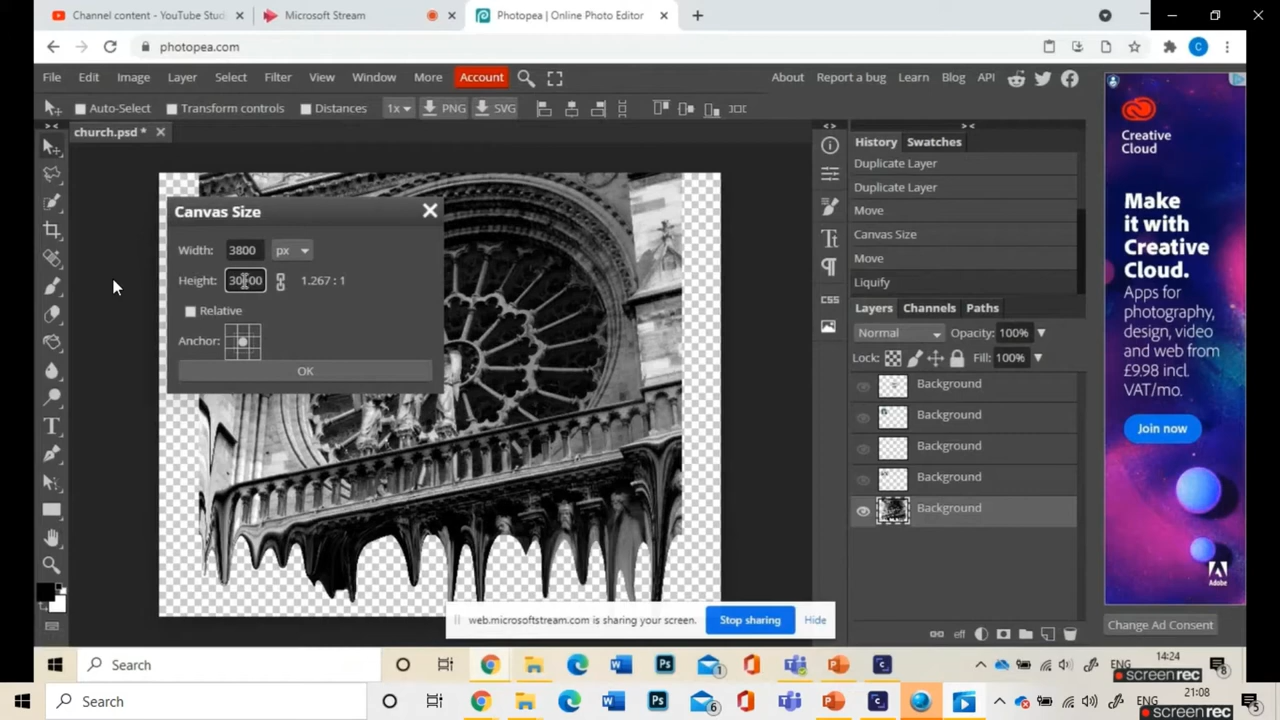 Channel content - YouTube Stud
Microsoft Stream
Photopea | Online Photo Editor
photopea.com
File Edit Image Layer Select Filter View Window More Account
About Report a bug Learn Blog API
Auto-Select Transform controls Distances 1x PNG SVG
church.psd *
Canvas Size
Width: 3800 px
Height: 3000 1.267 : 1
Relative
Anchor:
OK
History Swatches
Duplicate Layer
Duplicate Layer
Move
Canvas Size
Move
Liquify
Layers Channels Paths
Normal Opacity: 100%
Lock: Fill: 100%
Background
Background
Background
Background
Background
CSS
Creative
Cloud.
Make
it with
Creative
Cloud.
Apps for
photography,
design, video
and web from
£9.98 incl.
VAT/mo.
Join now
Adobe
Change Ad Consent
web.microsoftstream.com is sharing your screen. Stop sharing Hide
Search
ENG
14:24
screenrec
Search
ENG
21:08
screenrec